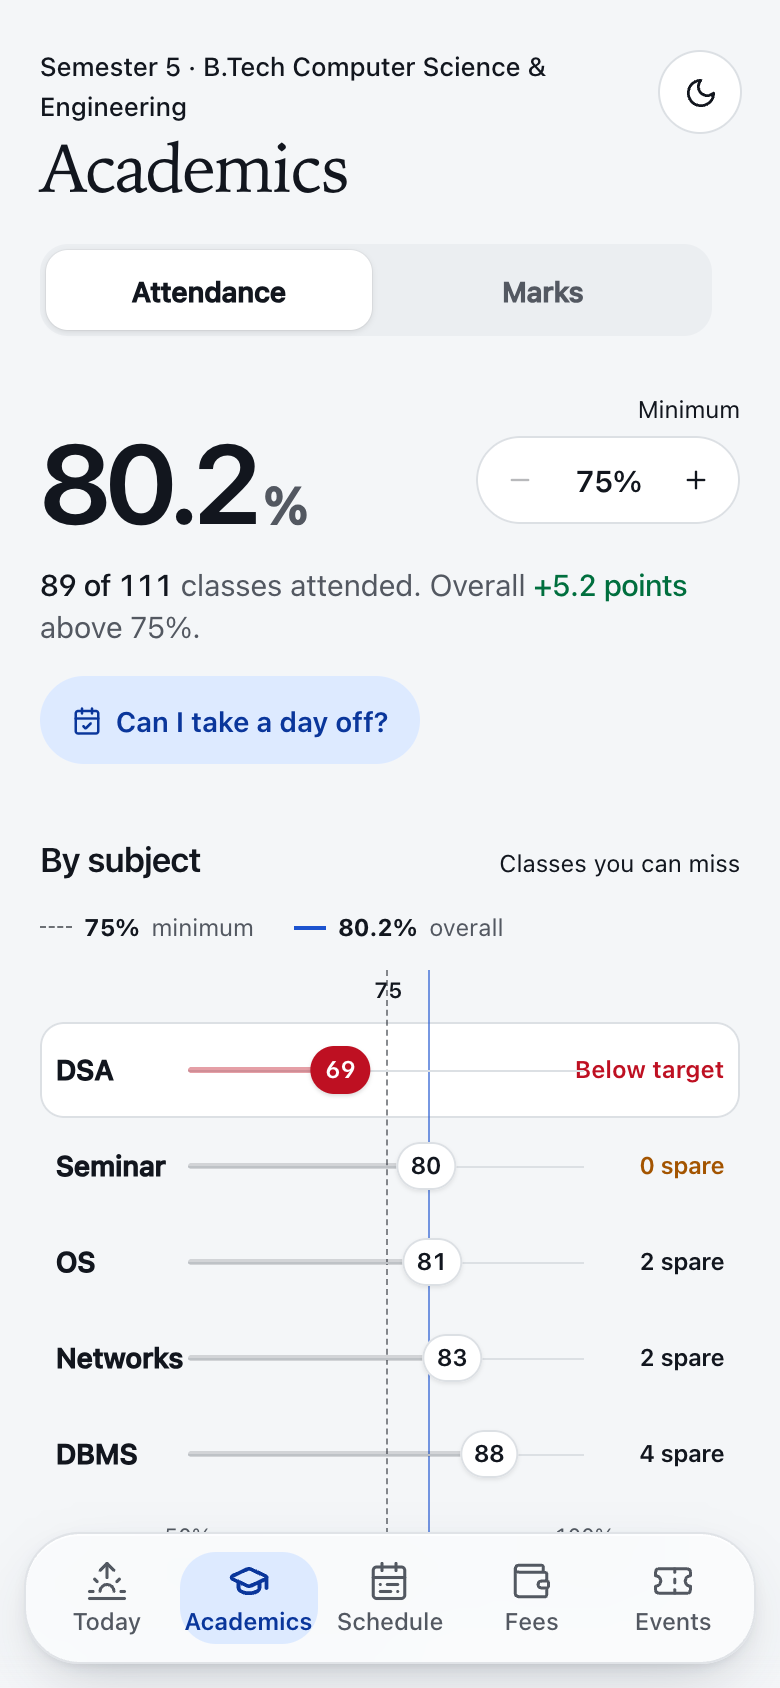 Semester 5 · B.Tech Computer Science &
Engineering
Academics
Attendance
Marks
Minimum
80.2%
75%
89 of 111 classes attended. Overall +5.2 points
above 75%.
Can I take a day off?
By subject
Classes you can miss
75% minimum
80.2% overall
75
DSA
69
Below target
Seminar
80
0 spare
OS
81
2 spare
Networks
83
2 spare
DBMS
88
4 spare
Today
Academics
Schedule
Fees
Events